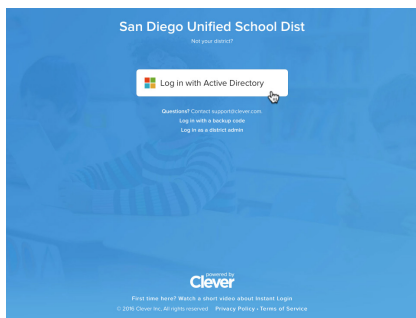 San Diego Unified School Dist
Not your district?
Log in with Active Directory
Questions? Contact support@clever.com.
Log in with a backup code
Log in as a district admin
powered by
Clever
First time here? Watch a short video about Instant Login
© 2016 Clever Inc, All rights reserved Privacy Policy • Terms of Service